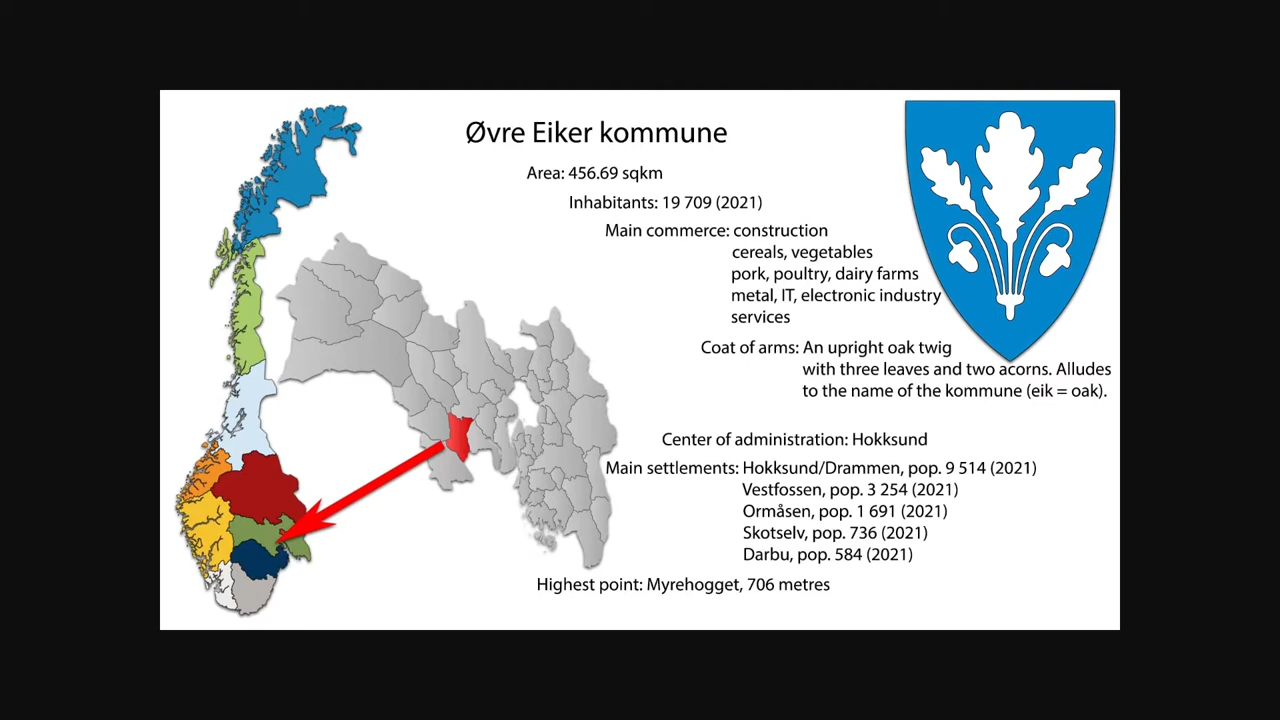 Øvre Eiker kommune
Area: 456.69 sqkm
Inhabitants: 19 709 (2021)
Main commerce: construction
cereals, vegetables
pork, poultry, dairy farms
metal, IT, electronic industry
services
Coat of arms: An upright oak twig
with three leaves and two acorns. Alludes
to the name of the kommune (eik = oak).
Center of administration: Hokksund
Main settlements: Hokksund/Drammen, pop. 9 514 (2021)
Vestfossen, pop. 3 254 (2021)
Ormåsen, pop. 1 691 (2021)
Skotselv, pop. 736 (2021)
Darbu, pop. 584 (2021)
Highest point: Myrehogget, 706 metres